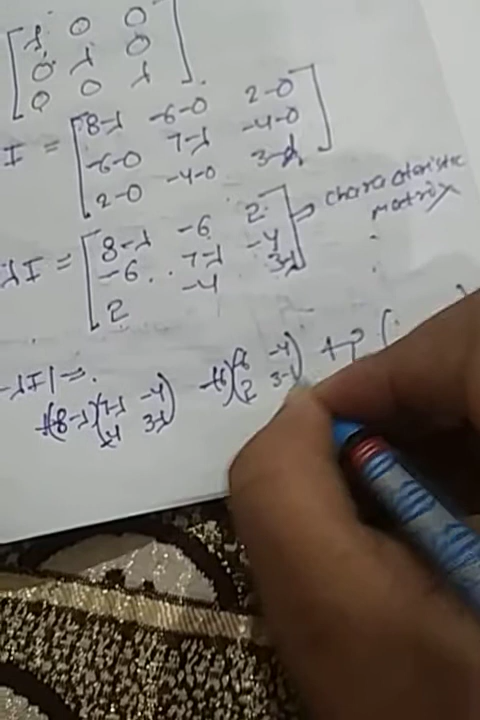 [λ 0 0
0 λ 0
0 0 λ].
I = [8-λ -6-0 2-0
-6-0 7-λ -4-0
2-0 -4-0 3-λ]
λI = [8-λ -6 2
-6 7-λ -4
2 -4 3-λ] → characteristic matrix
-λI| =
+(8-λ)(7-λ -4
-4 3-λ) -(-6)(-6 -4
2 3-λ) +2(